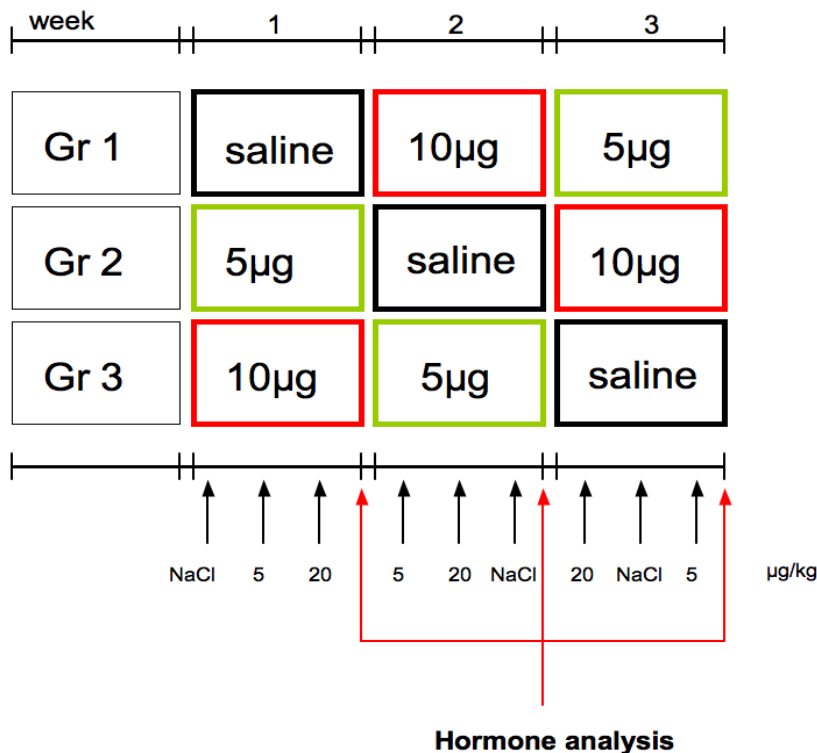 week 1 2 3
Gr 1 saline 10µg 5µg
Gr 2 5µg saline 10µg
Gr 3 10µg 5µg saline
NaCl 5 20 5 20 NaCl 20 NaCl 5 µg/kg
Hormone analysis